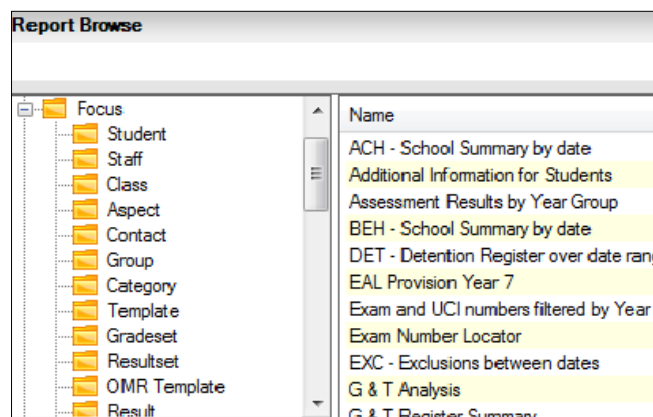 Report Browse
Focus
Student
Staff
Class
Aspect
Contact
Group
Category
Template
Gradeset
Resultset
OMR Template
Result
Name
ACH - School Summary by date
Additional Information for Students
Assessment Results by Year Group
BEH - School Summary by date
DET - Detention Register over date ran
EAL Provision Year 7
Exam and UCI numbers filtered by Year
Exam Number Locator
EXC - Exclusions between dates
G & T Analysis
G & T Register Summary